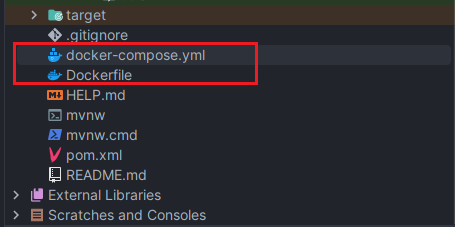 target
.gitignore
docker-compose.yml
Dockerfile
HELP.md
mvnw
mvnw.cmd
pom.xml
README.md
External Libraries
Scratches and Consoles